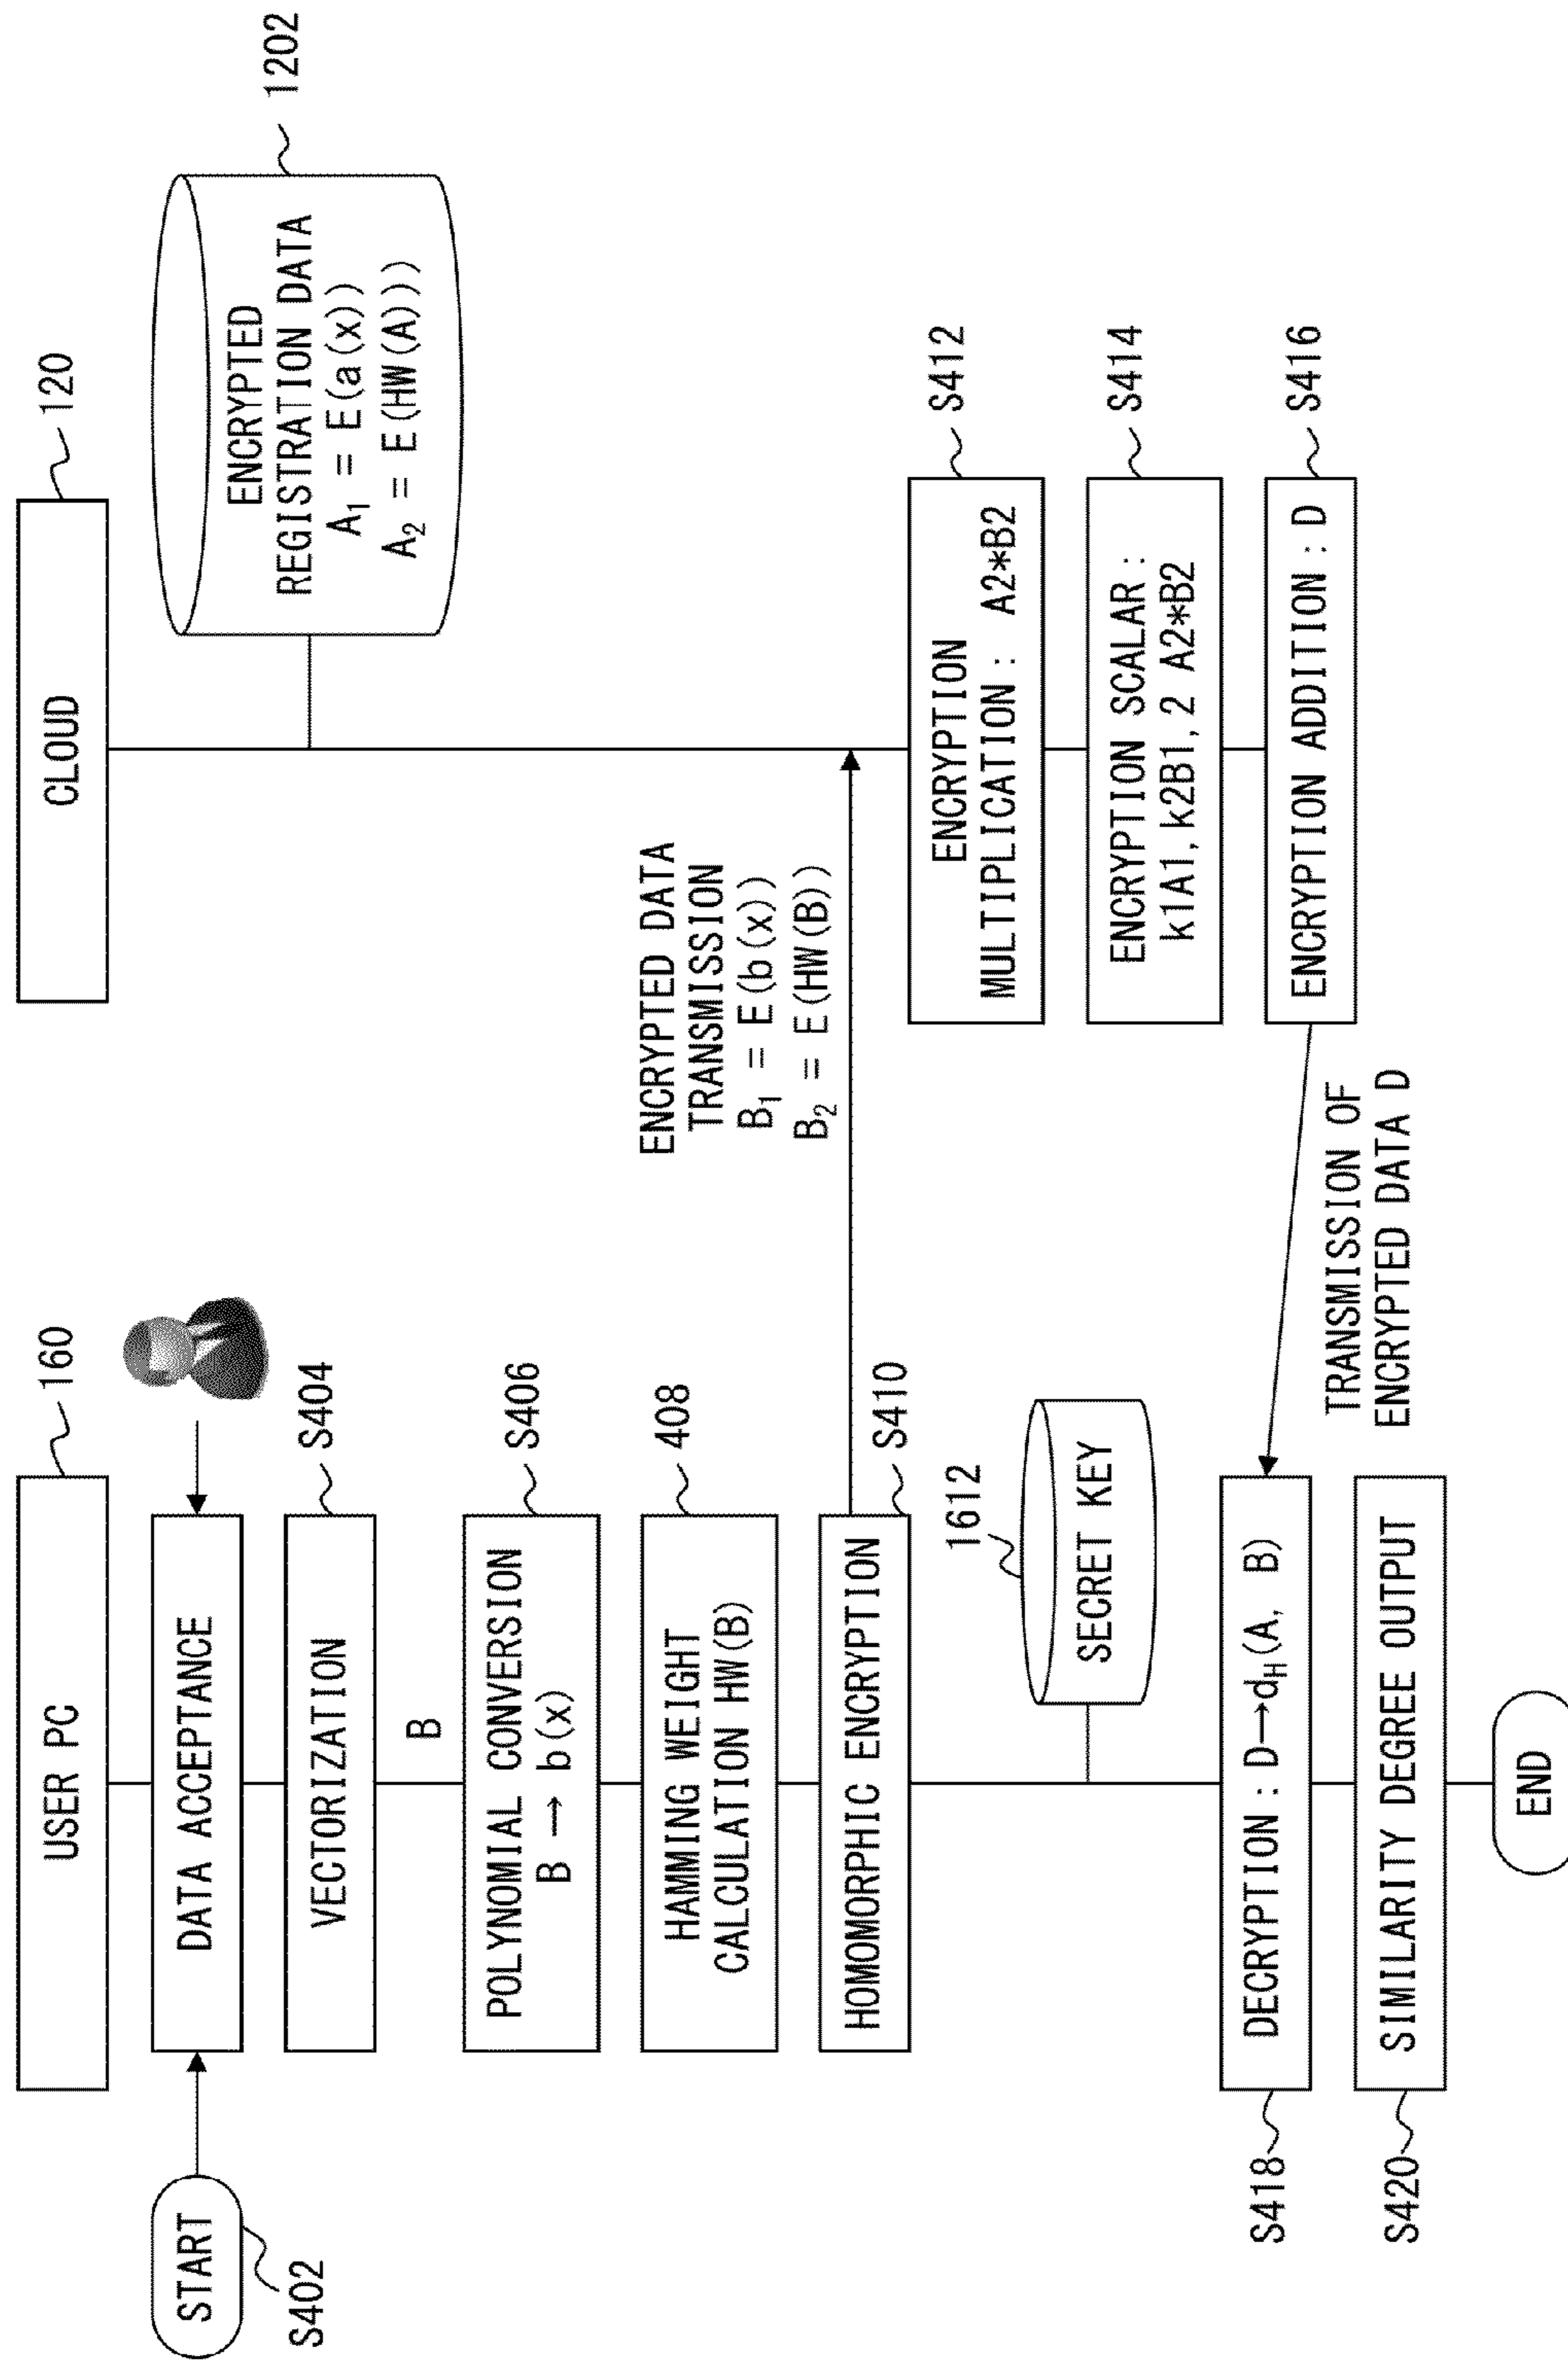 USER PC
160
CLOUD
120
START
S402
DATA ACCEPTANCE
VECTORIZATION
S404
B
POLYNOMIAL CONVERSION
B → b(x)
S406
HAMMING WEIGHT
CALCULATION HW(B)
408
HOMOMORPHIC ENCRYPTION
S410
ENCRYPTED
REGISTRATION DATA
A₁ = E(a(x))
A₂ = E(HW(A)))
1202
ENCRYPTED DATA
TRANSMISSION
B₁ = E(b(x))
B₂ = E(HW(B))
ENCRYPTION
MULTIPLICATION : A2*B2
S412
ENCRYPTION SCALAR :
k1A1, k2B1, 2 A2*B2
S414
ENCRYPTION ADDITION : D
S416
1612
SECRET KEY
TRANSMISSION OF
ENCRYPTED DATA D
S418
DECRYPTION : D→d_H(A, B)
S420
SIMILARITY DEGREE OUTPUT
END